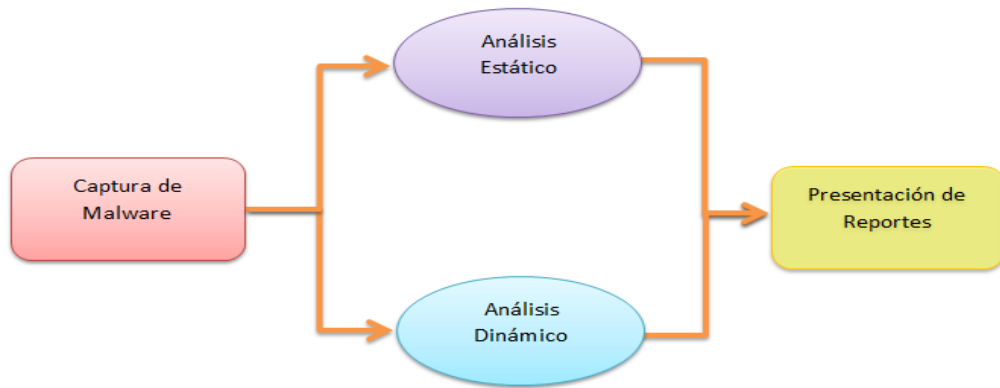 Análisis
Estático
Captura de
Malware
Presentación de
Reportes
Análisis
Dinámico